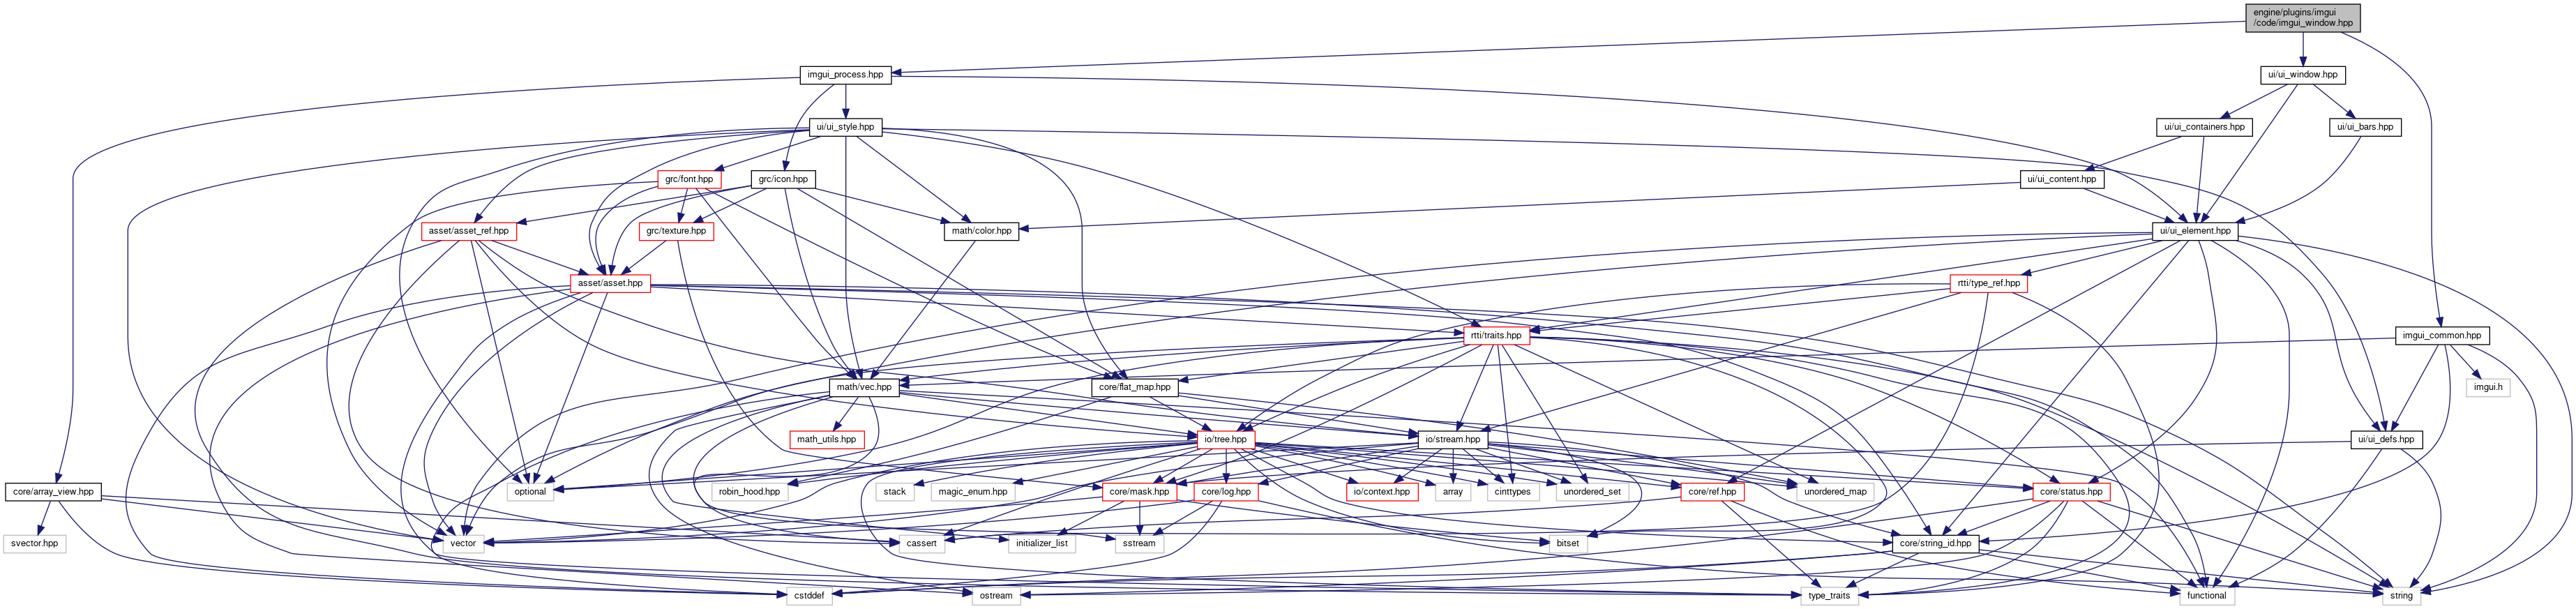 engine/plugins/imgui
/code/imgui_window.hpp
imgui_process.hpp
ui/ui_window.hpp
ui/ui_style.hpp
ui/ui_containers.hpp
ui/ui_bars.hpp
grc/font.hpp
grc/icon.hpp
ui/ui_content.hpp
asset/asset_ref.hpp
grc/texture.hpp
math/color.hpp
ui/ui_element.hpp
asset/asset.hpp
rtti/type_ref.hpp
rtti/traits.hpp
imgui_common.hpp
math/vec.hpp
core/flat_map.hpp
imgui.h
math_utils.hpp
io/tree.hpp
io/stream.hpp
ui/ui_defs.hpp
core/array_view.hpp
optional
robin_hood.hpp
stack
magic_enum.hpp
core/mask.hpp
core/log.hpp
io/context.hpp
array
cinttypes
unordered_set
core/ref.hpp
unordered_map
core/status.hpp
svector.hpp
vector
cassert
initializer_list
sstream
bitset
core/string_id.hpp
cstddef
ostream
type_traits
functional
string